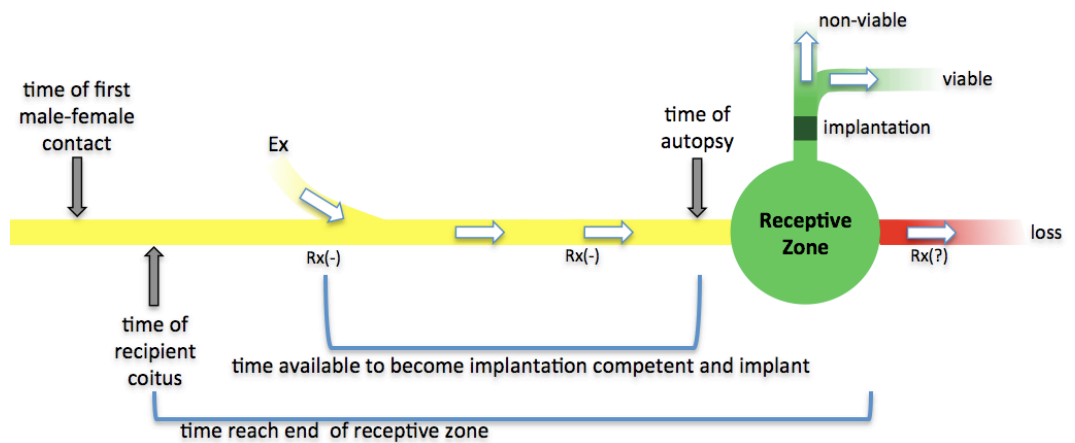 non-viable
viable
time of first
male-female
contact
time of
autopsy
implantation
Ex
Receptive
Zone
loss
Rx(-)
Rx(-)
Rx(?)
time of
recipient
coitus
time available to become implantation competent and implant
time reach end of receptive zone